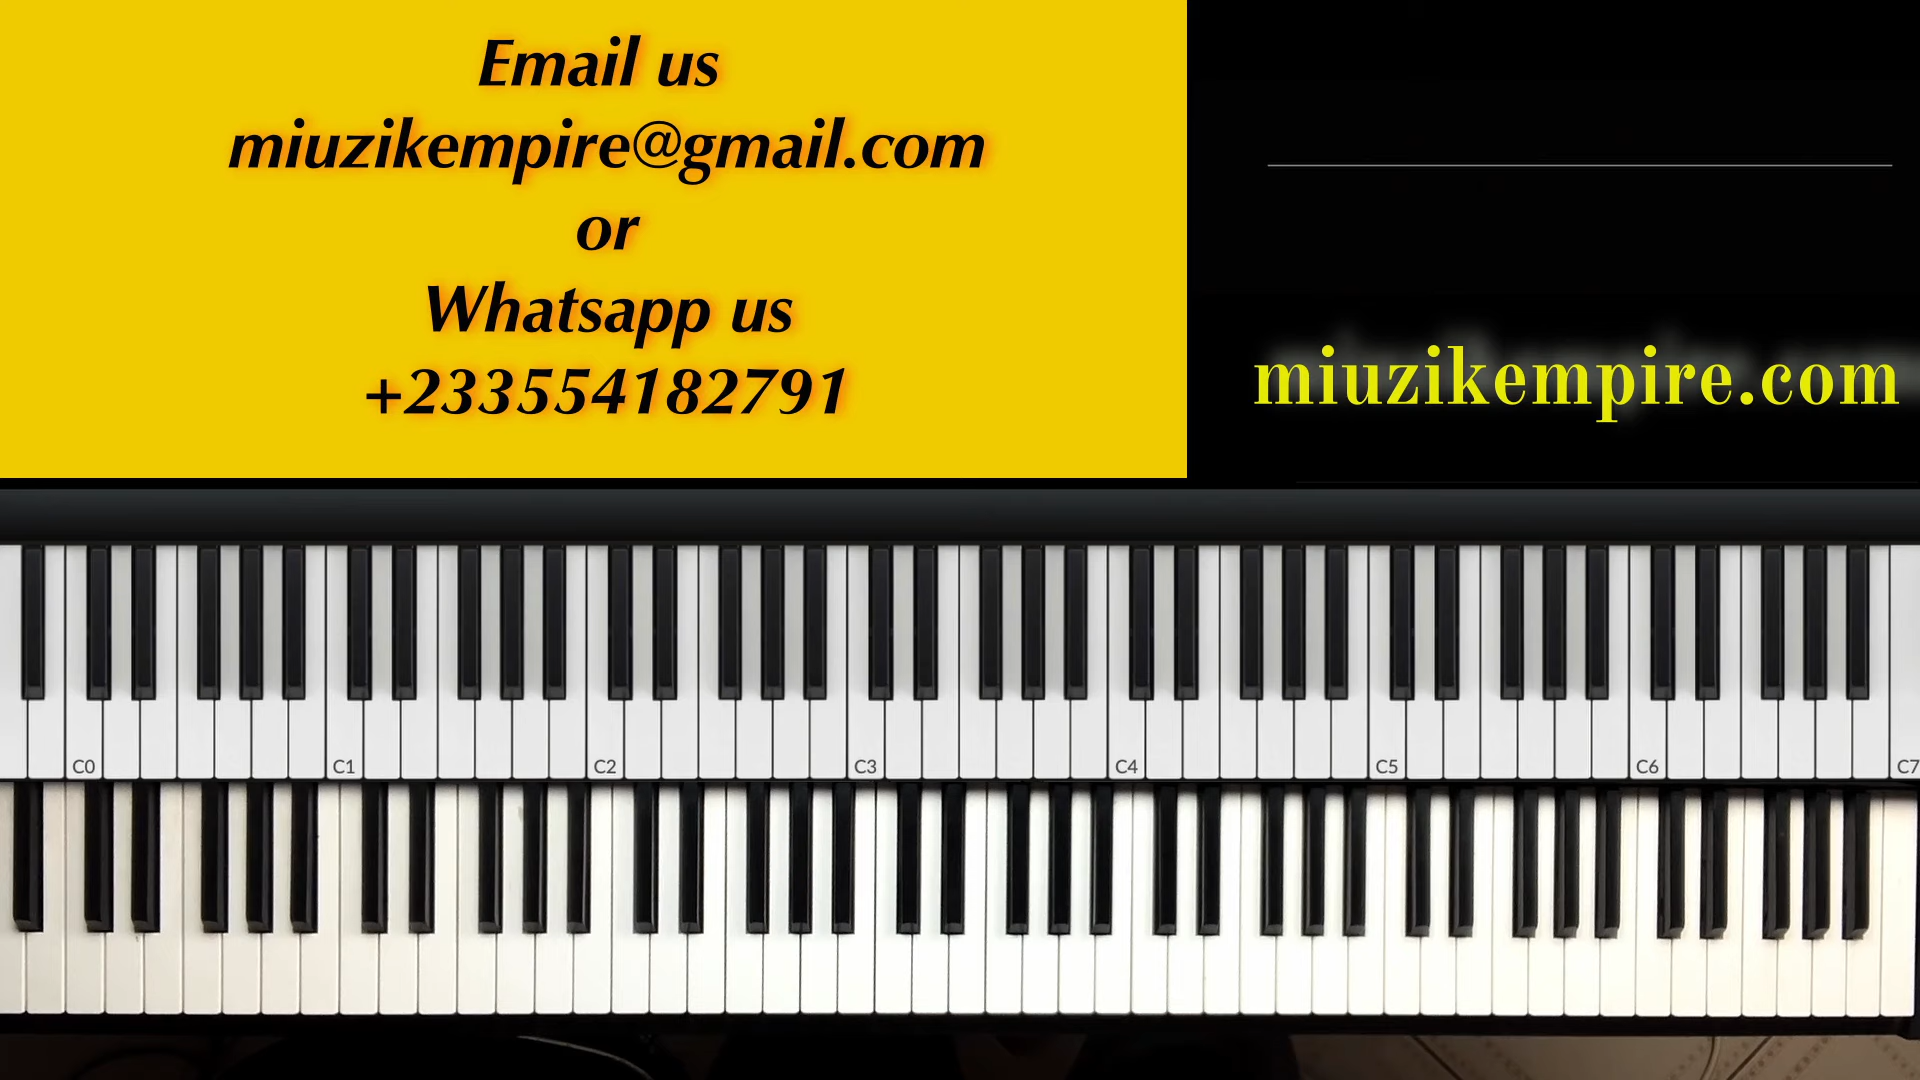 Email us
miuzikempire@gmail.com
or
Whatsapp us
+233554182791
miuzikempire.com
C0 C1 C2 C3 C4 C5 C6 C7